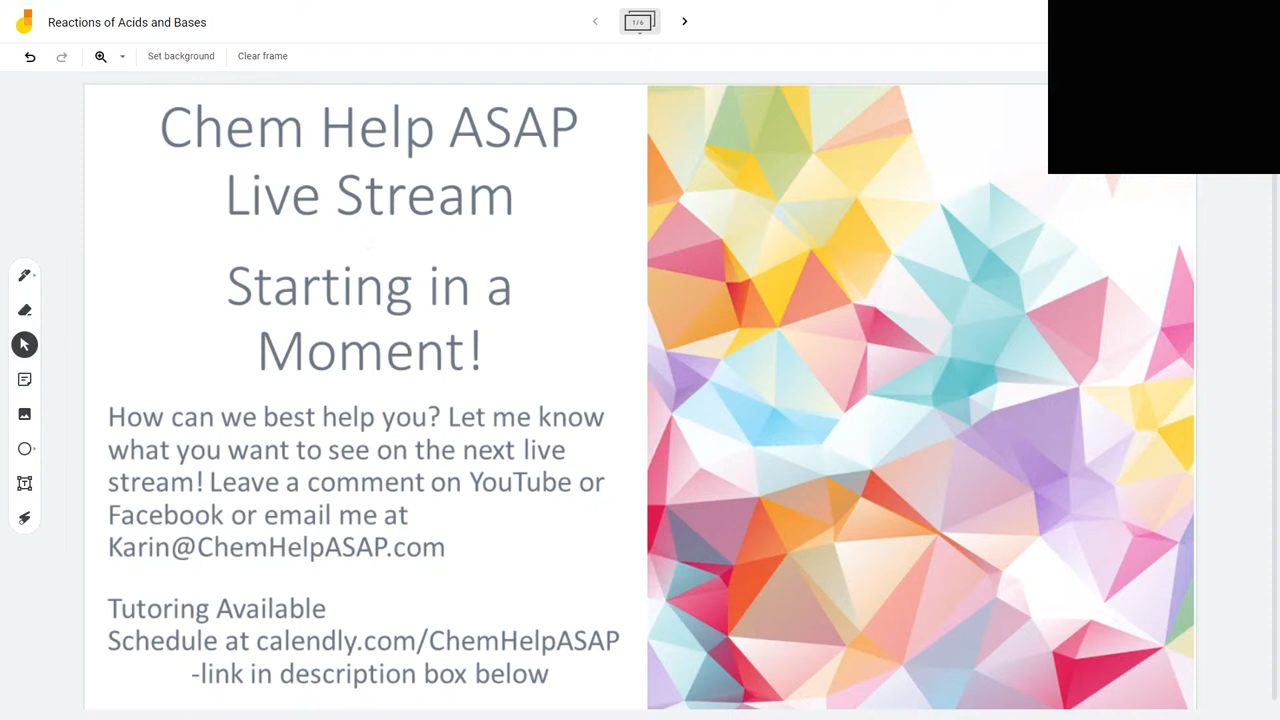 Reactions of Acids and Bases
1/6
Set background
Clear frame
Chem Help ASAP
Live Stream
Starting in a
Moment!
How can we best help you? Let me know
what you want to see on the next live
stream! Leave a comment on YouTube or
Facebook or email me at
Karin@ChemHelpASAP.com
Tutoring Available
Schedule at calendly.com/ChemHelpASAP
-link in description box below